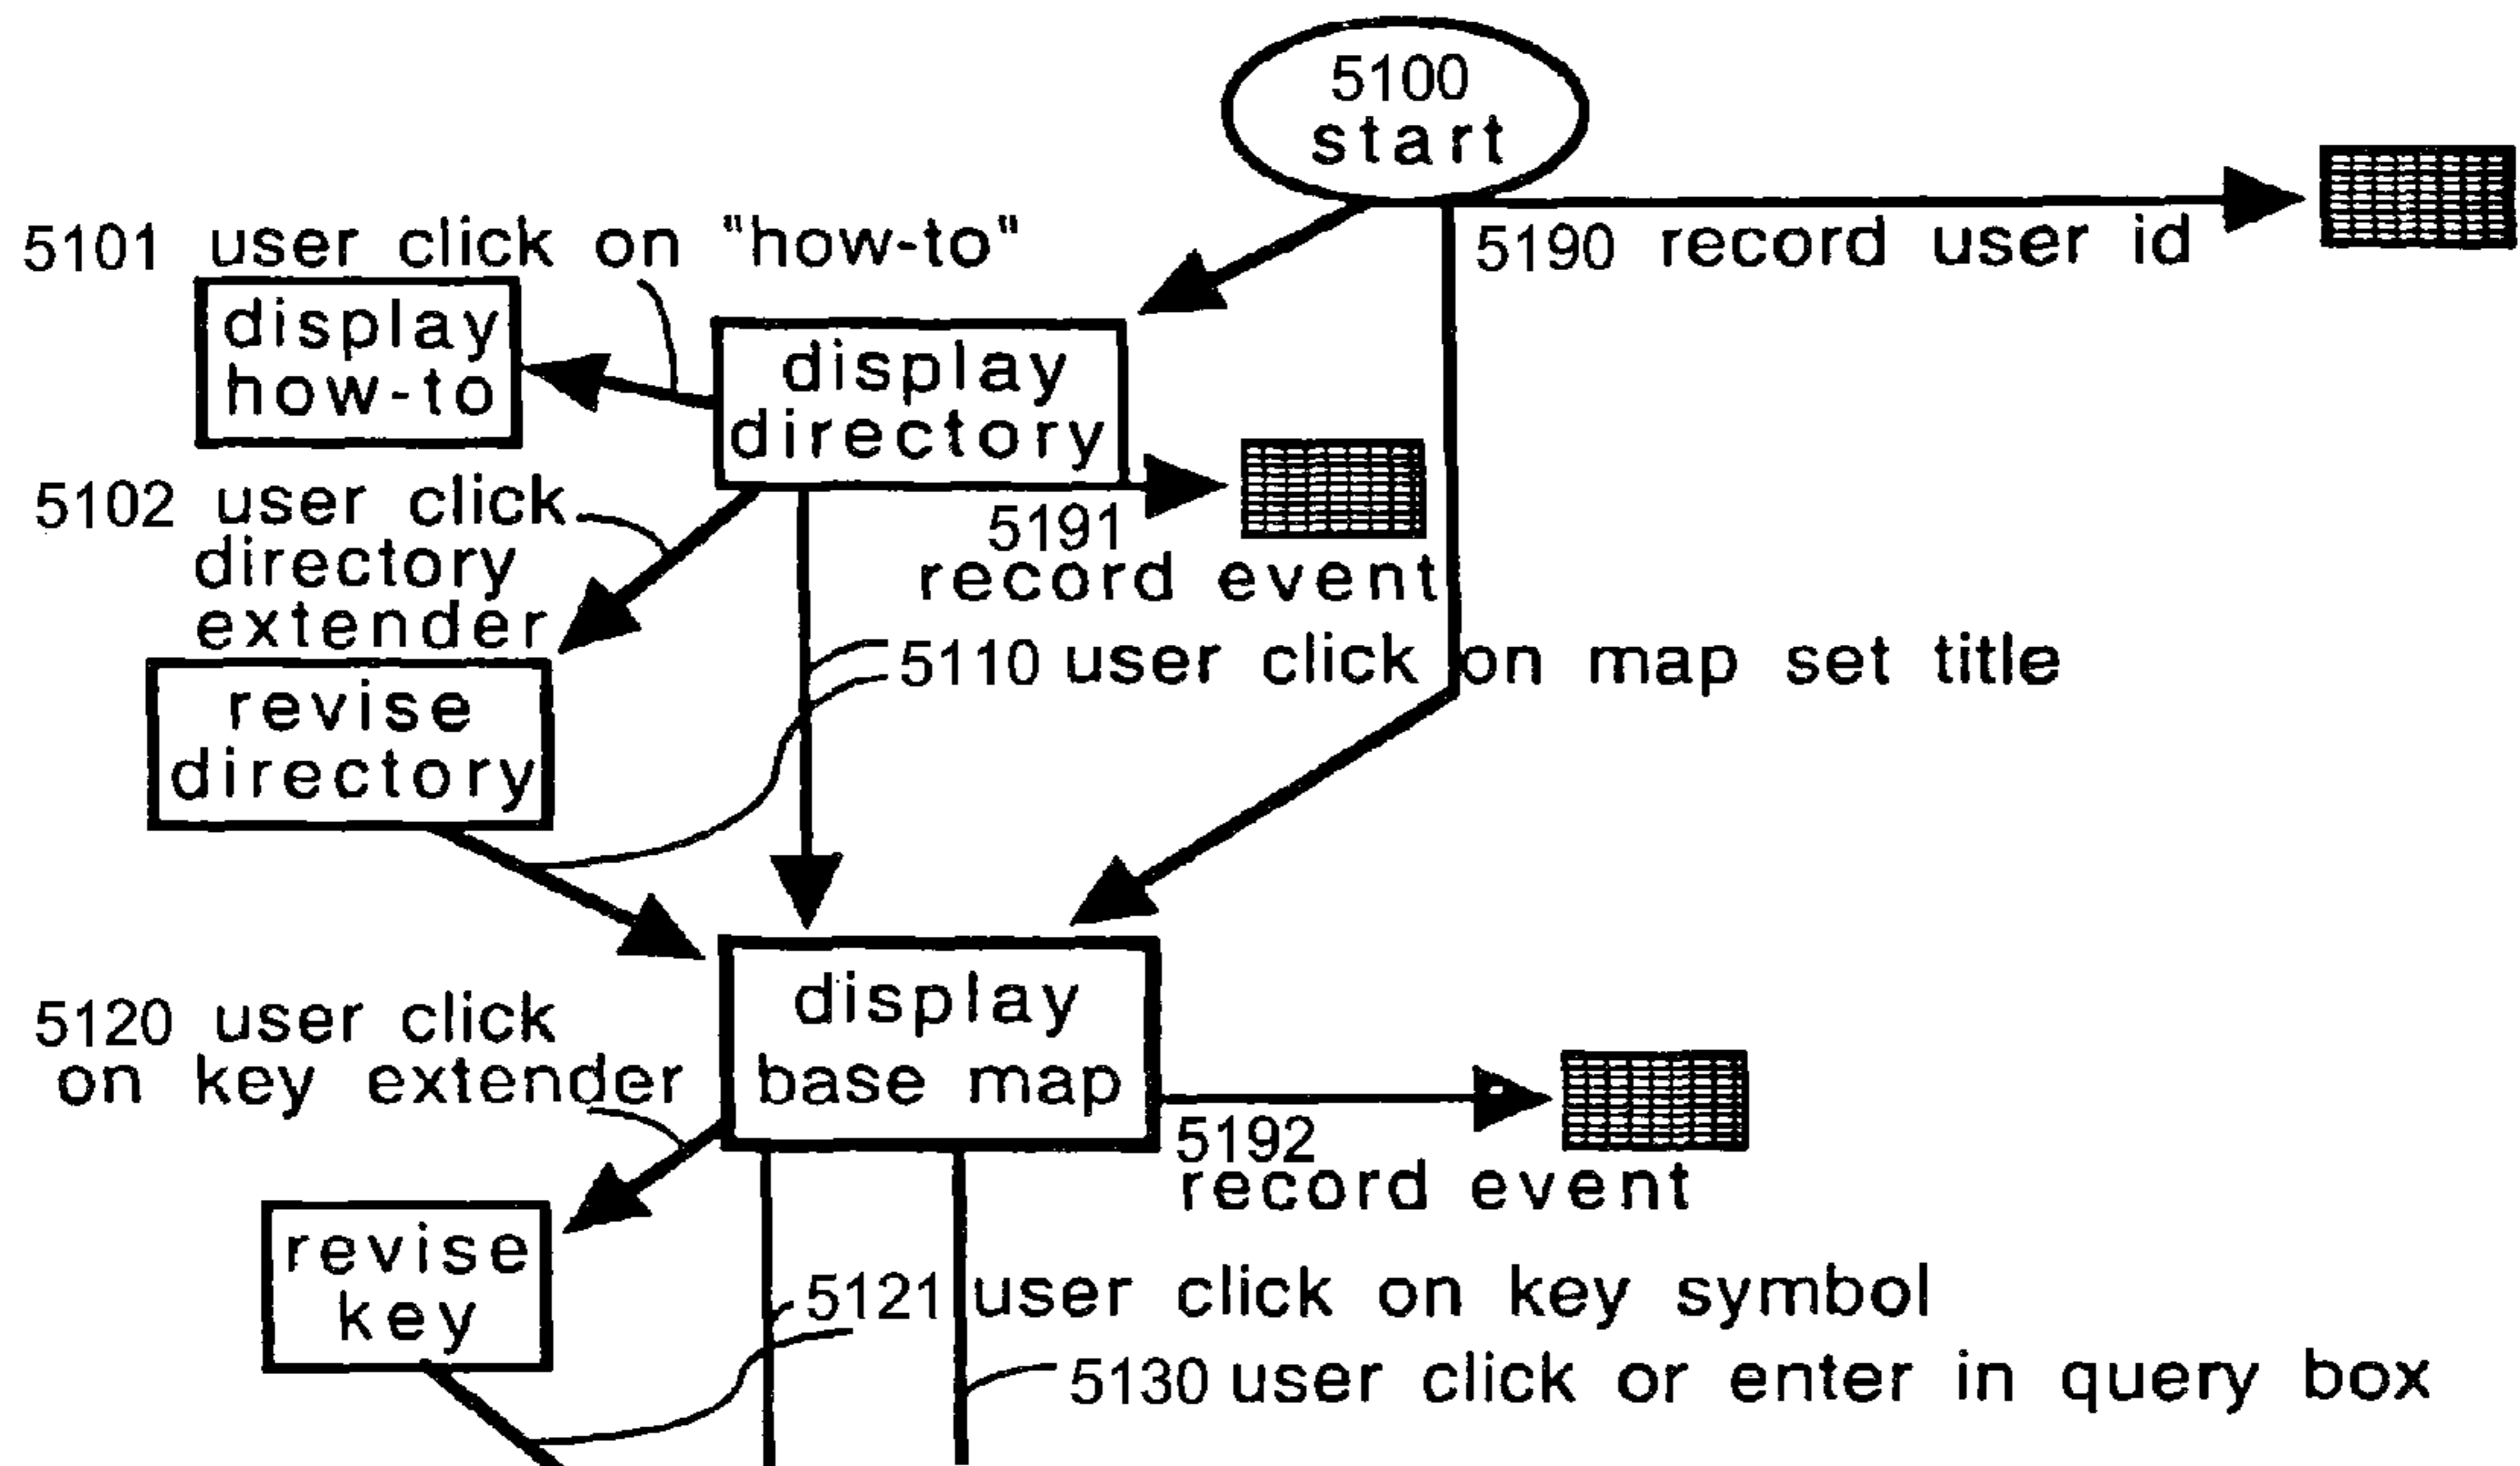 5100
start
5190 record user id
5101 user click on "how-to"
display
how-to
display
directory
5102 user click
directory
extender
5191
record event
5110 user click on map set title
revise
directory
display
base map
5120 user click
on key extender
5192
record event
revise
key
5121 user click on key symbol
5130 user click or enter in query box